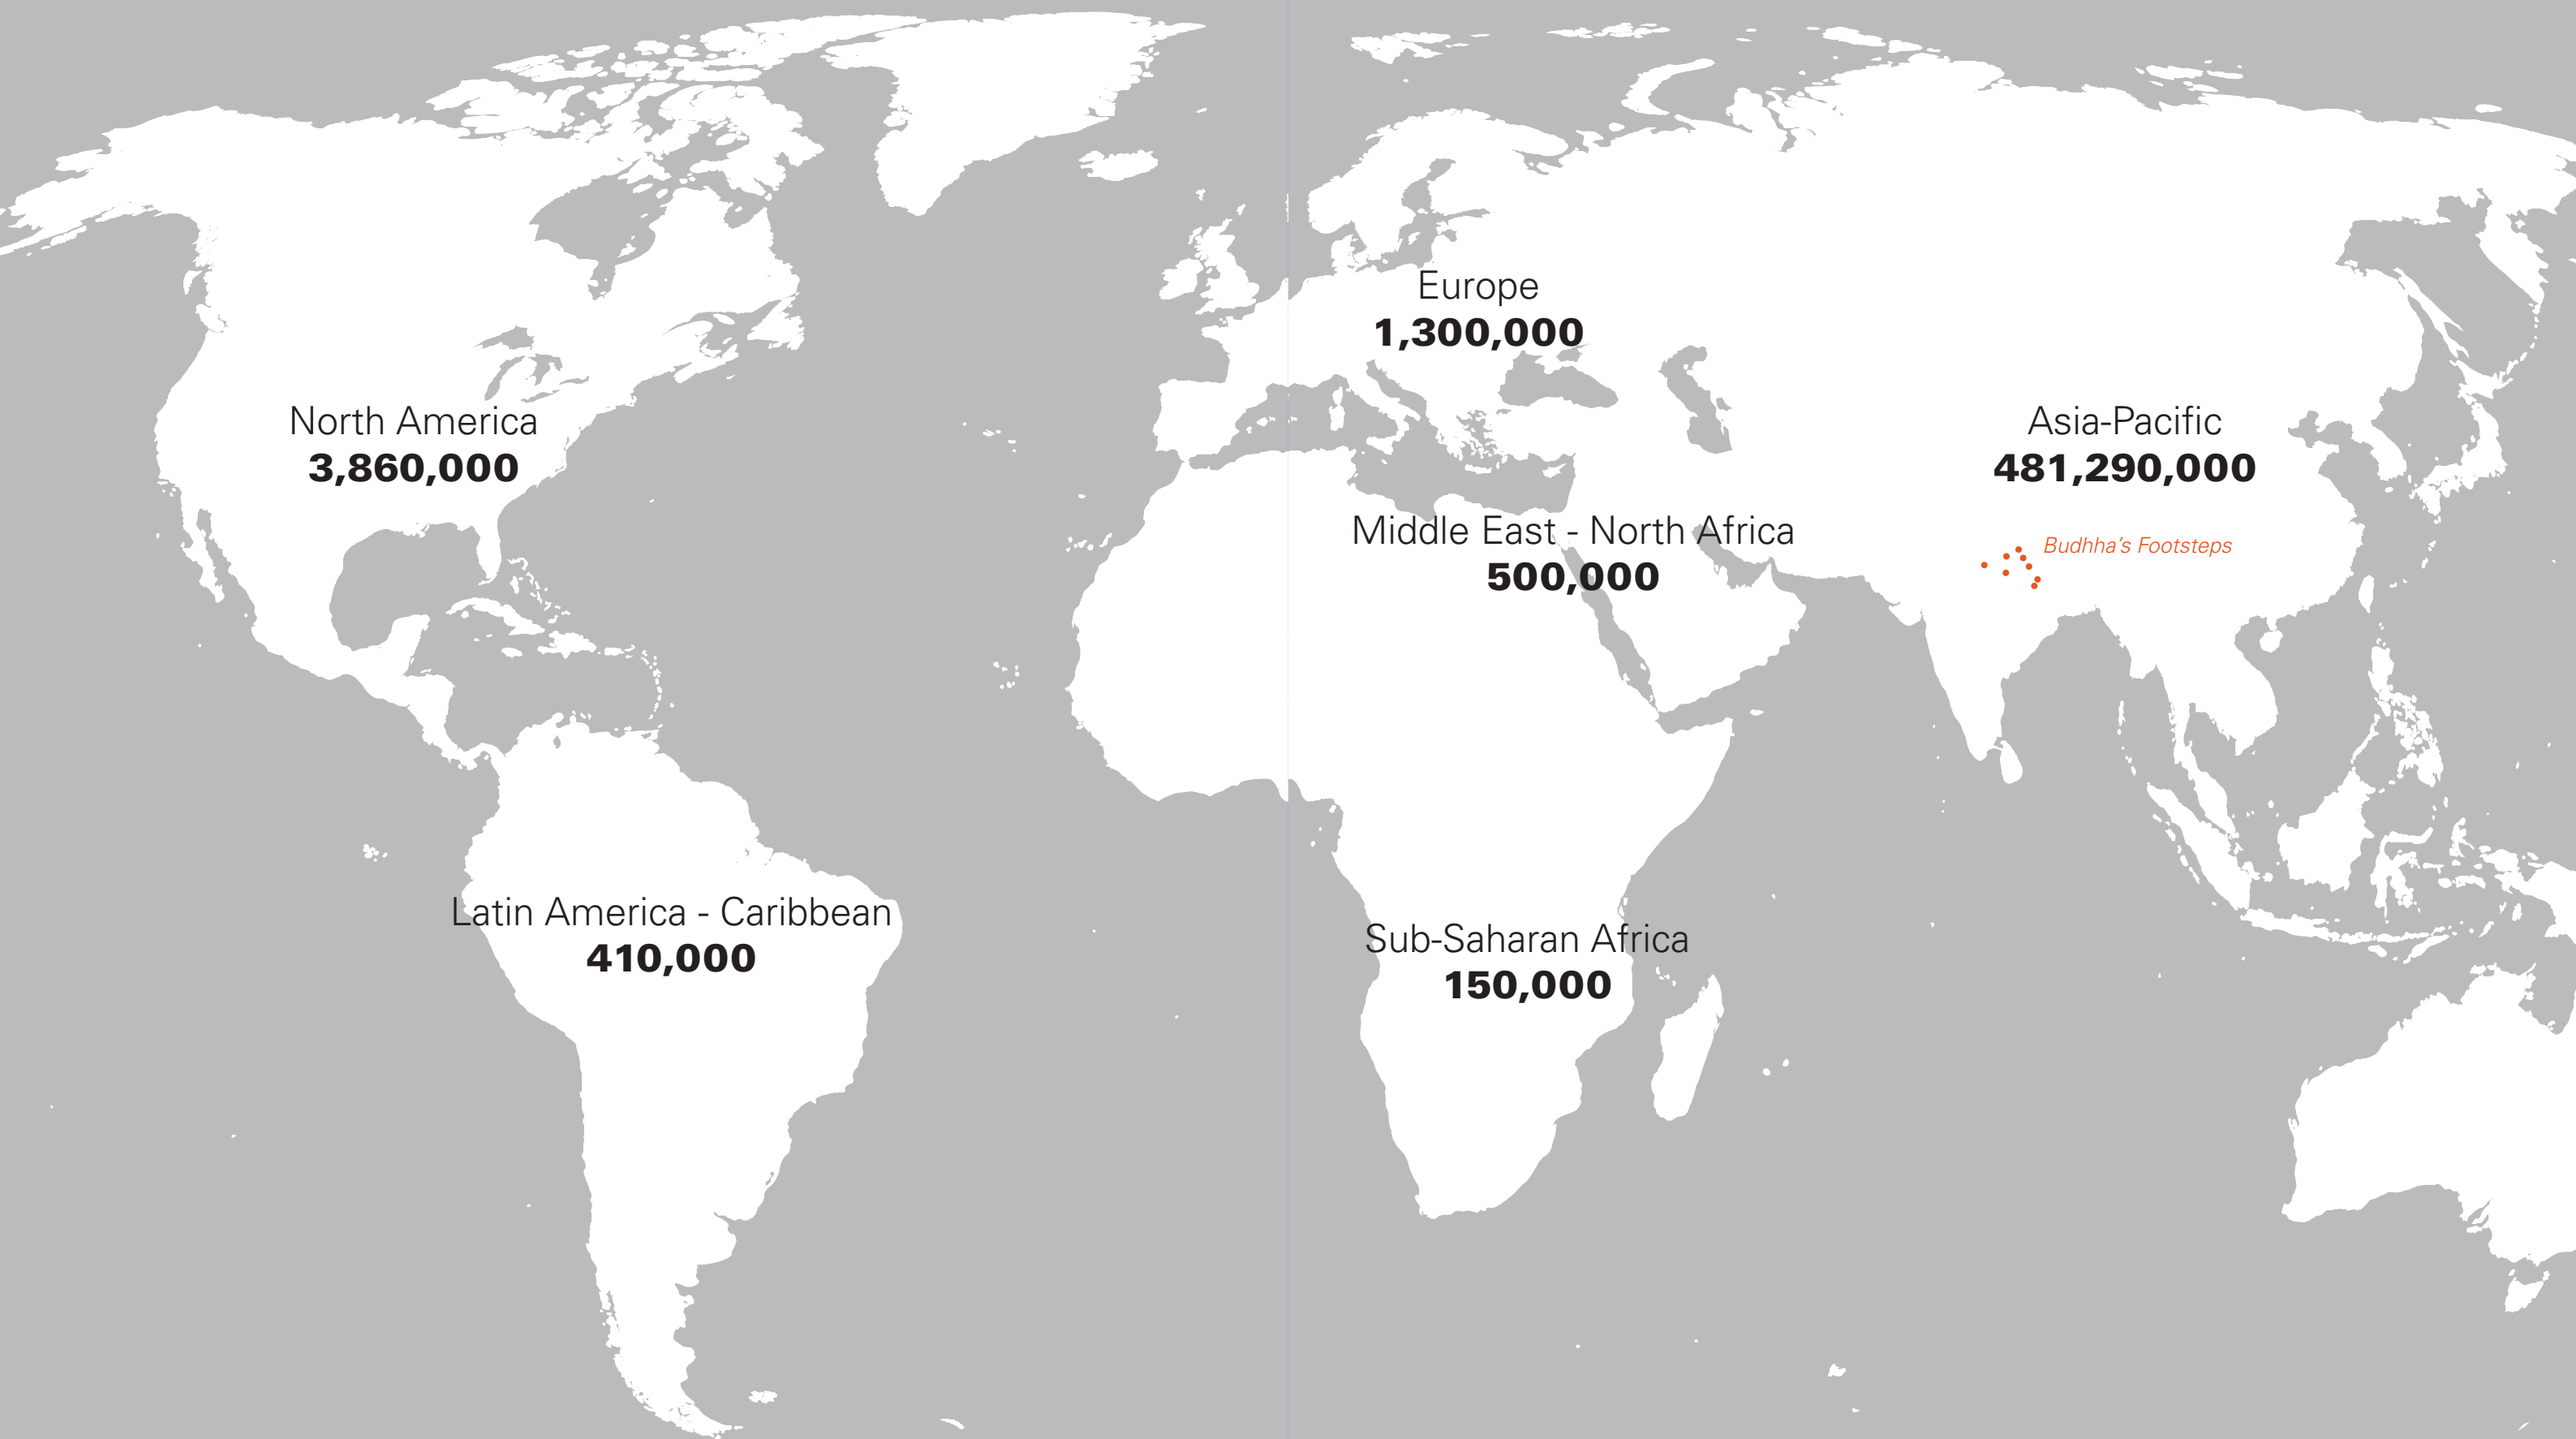 Europe
1,300,000
North America
3,860,000
Asia-Pacific
481,290,000
Middle East - North Africa
500,000
Budhha's Footsteps
Latin America - Caribbean
410,000
Sub-Saharan Africa
150,000